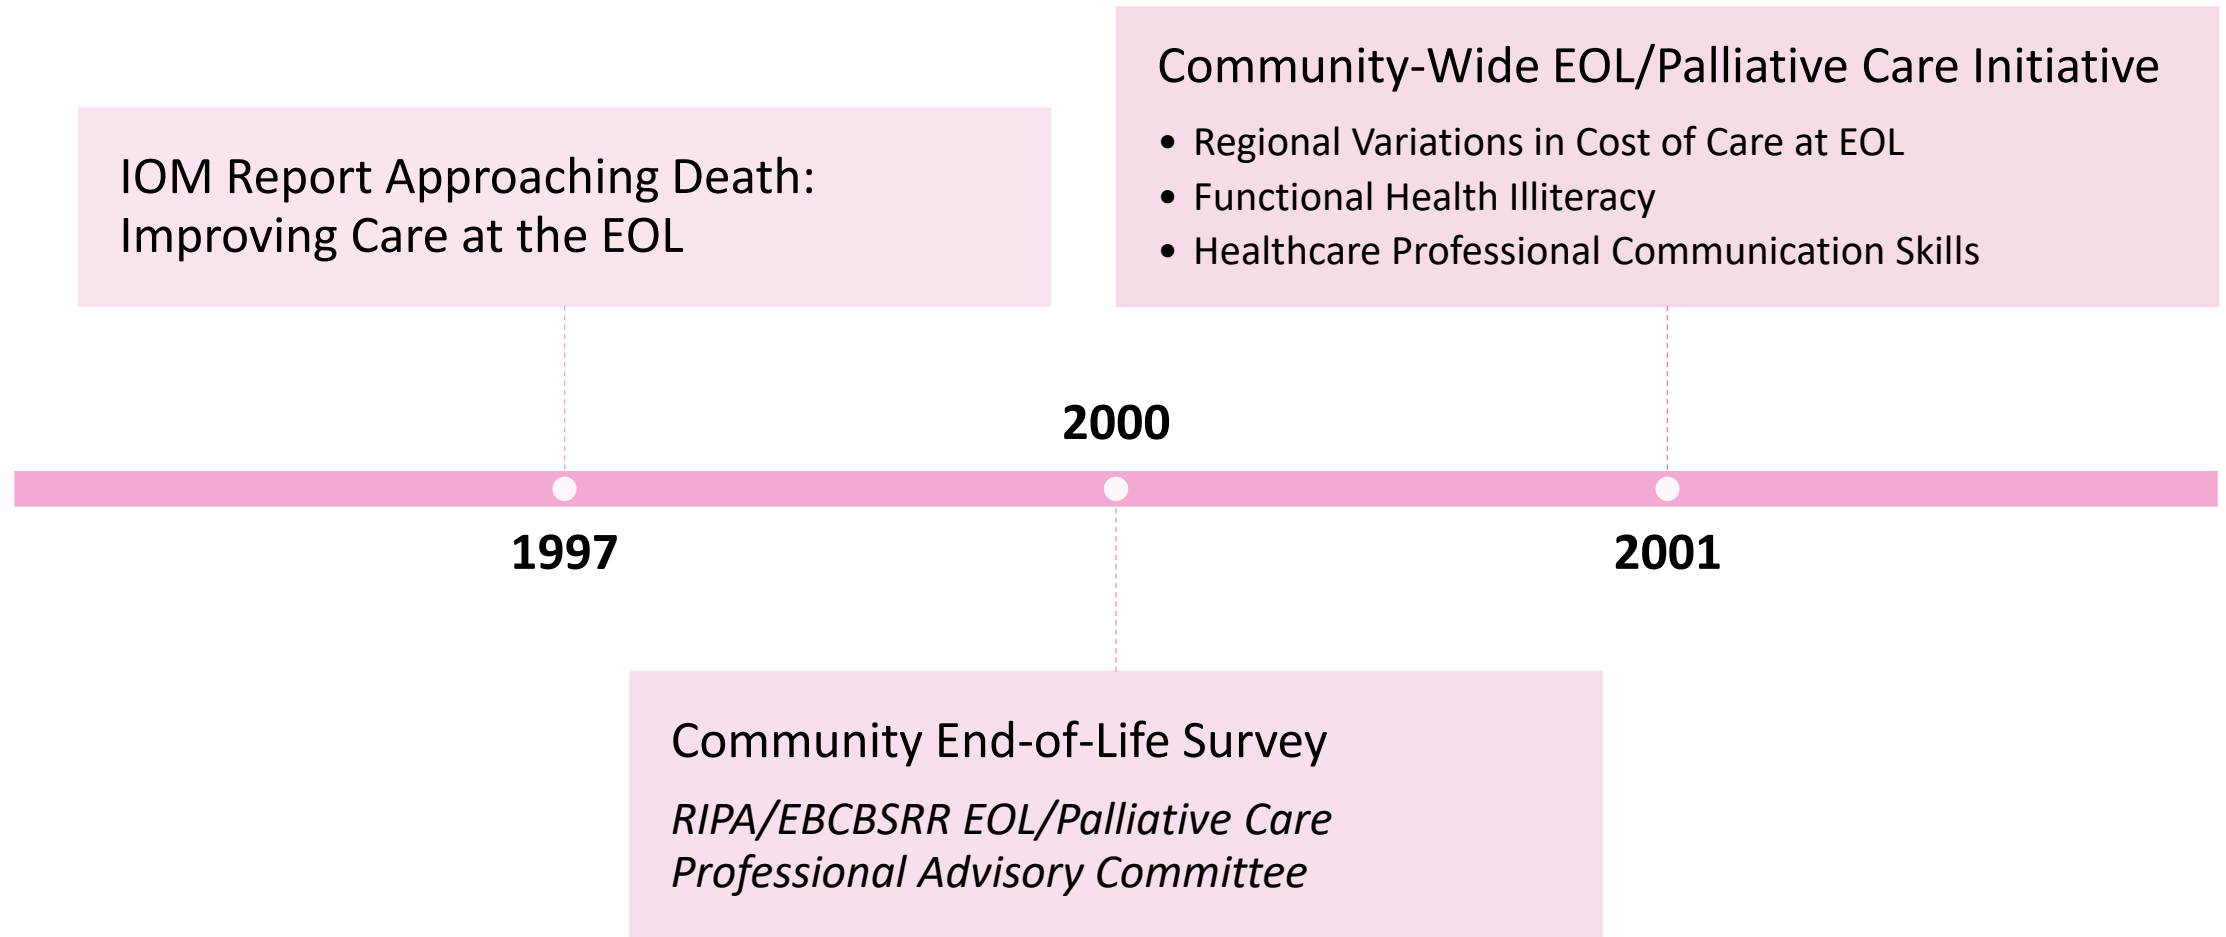 IOM Report Approaching Death:
Improving Care at the EOL
1997
2000
Community End-of-Life Survey
RIPA/EBCBSRR EOL/Palliative Care
Professional Advisory Committee
Community-Wide EOL/Palliative Care Initiative
• Regional Variations in Cost of Care at EOL
• Functional Health Illiteracy
• Healthcare Professional Communication Skills
2001